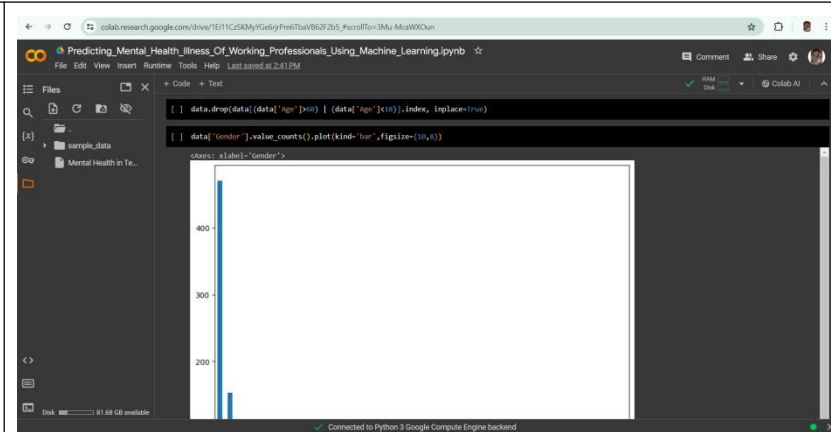 colab.research.google.com/drive/1Ei11CzSKMyYGe6rjrPm6TbaVB62F2b5_#scrollTo=3Mu-McaWXOun
CO
Predicting_Mental_Health_Illness_Of_Working_Professionals_Using_Machine_Learning.ipynb
Comment
Share
File Edit View Insert Runtime Tools Help Last saved at 2:41 PM
Files
+ Code + Text
RAM
Disk
Colab AI
[ ] data.drop(data[(data['Age']>60) | (data['Age']<18)].index, inplace=True)
..
{x}
[ ] data['Gender'].value_counts().plot(kind='bar',figsize=(10,8))
sample_data
<Axes: xlabel='Gender'>
Mental Health in Te...
400
300
200
<>
Disk
81.68 GB available
Connected to Python 3 Google Compute Engine backend